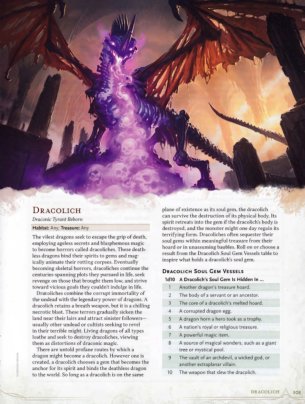 DRACOLICH
Draconic Tyrant Reborn
Habitat: Any; Treasure: Any
The vilest dragons seek to escape the grip of death,
employing ageless secrets and blasphemous magic
to become horrors called dracoliches. These death-
less dragons bind their spirits to gems and mag-
ically animate their rotting corpses. Eventually
becoming skeletal horrors, dracoliches continue the
centuries-spanning plots they pursued in life, seek
revenge on those that brought them low, and strive
toward vicious goals they couldn't indulge in life.
Dracoliches combine the corrupt immortality of
the undead with the legendary power of dragons. A
dracolich retains a breath weapon, but it is a chilling
necrotic blast. These terrors gradually sicken the
land near their lairs and attract sinister followers—
usually other undead or cultists seeking to revel
in their terrible might. Living dragons of all types
loathe and seek to destroy dracoliches, viewing
them as distortions of draconic magic.
There are untold profane routes by which a
dragon might become a dracolich. However one is
created, a dracolich chooses a gem that becomes the
anchor for its spirit and binds the deathless dragon
to the world. So long as a dracolich is on the same
plane of existence as its soul gem, the dracolich
can survive the destruction of its physical body. Its
spirit retreats into the gem if the dracolich's body is
destroyed, and the monster might one day regain its
terrifying form. Dracoliches often sequester their
soul gems within meaningful treasure from their
hoard or in unassuming baubles. Roll on or choose a
result from the Dracolich Soul Gem Vessels table to
inspire what holds a dracolich's soul gem.
DRACOLICH SOUL GEM VESSELS
1d10 A Dracolich's Soul Gem Is Hidden In ...
1 Another dragon's treasure hoard.
2 The body of a servant or an ancestor.
3 The core of a dracolich's melted hoard.
4 A corrupted dragon egg.
5 A dragon horn a hero took as a trophy.
6 A nation's royal or religious treasure.
7 A powerful magic item.
8 A source of magical wonders, such as a giant
tree or mystical pool.
9 The vault of an archdevil, a wicked god, or
another extraplanar villain.
10 The weapon that slew the dracolich.
DRACOLICH